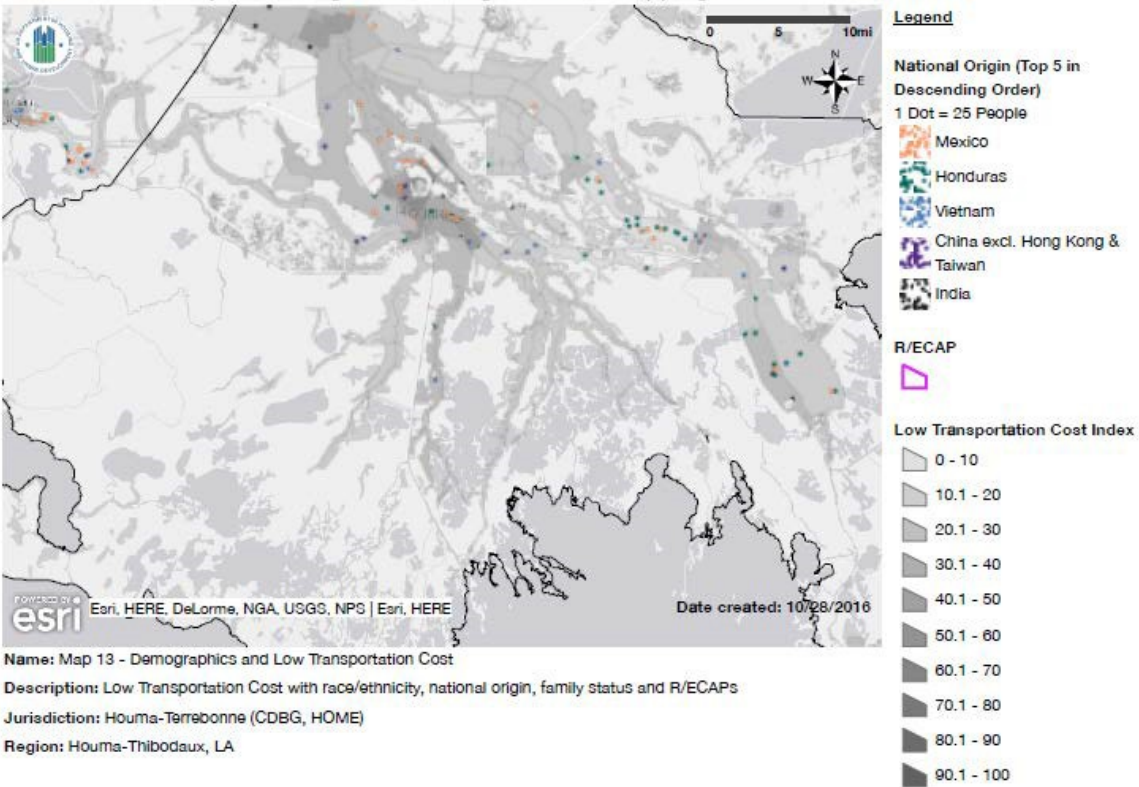 0 5 10mi
N
W E
S
Legend
National Origin (Top 5 in
Descending Order)
1 Dot = 25 People
Mexico
Honduras
Vietnam
China excl. Hong Kong &
Taiwan
India
R/ECAP
Low Transportation Cost Index
0 - 10
10.1 - 20
20.1 - 30
30.1 - 40
40.1 - 50
50.1 - 60
60.1 - 70
70.1 - 80
80.1 - 90
90.1 - 100
POWERED BY
esri
Esri, HERE, DeLorme, NGA, USGS, NPS | Esri, HERE
Date created: 10/28/2016
Name: Map 13 - Demographics and Low Transportation Cost
Description: Low Transportation Cost with race/ethnicity, national origin, family status and R/ECAPs
Jurisdiction: Houma-Terrebonne (CDBG, HOME)
Region: Houma-Thibodaux, LA